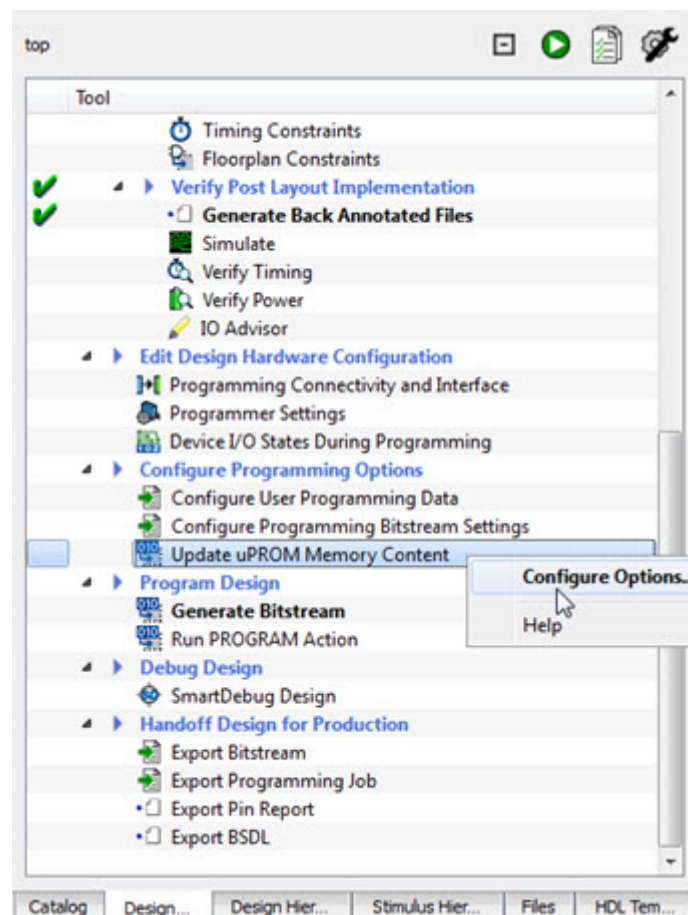 top
Tool
Timing Constraints
Floorplan Constraints
Verify Post Layout Implementation
Generate Back Annotated Files
Simulate
Verify Timing
Verify Power
IO Advisor
Edit Design Hardware Configuration
Programming Connectivity and Interface
Programmer Settings
Device I/O States During Programming
Configure Programming Options
Configure User Programming Data
Configure Programming Bitstream Settings
Update uPROM Memory Content
Configure Options...
Help
Program Design
Generate Bitstream
Run PROGRAM Action
Debug Design
SmartDebug Design
Handoff Design for Production
Export Bitstream
Export Programming Job
Export Pin Report
Export BSDL
Catalog Design... Design Hier... Stimulus Hier... Files HDL Tem...